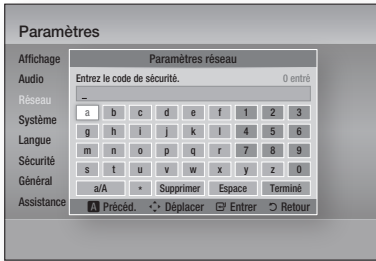 Paramètres
Affichage
Audio
Réseau
Système
Langue
Sécurité
Général
Assistance
Paramètres réseau
Entrez le code de sécurité. 0 entré
_
a b c d e f 1 2 3
g h i j k l 4 5 6
m n o p q r 7 8 9
s t u v w x y z 0
a/A * Supprimer Espace Terminé
A Précéd. Déplacer Entrer Retour